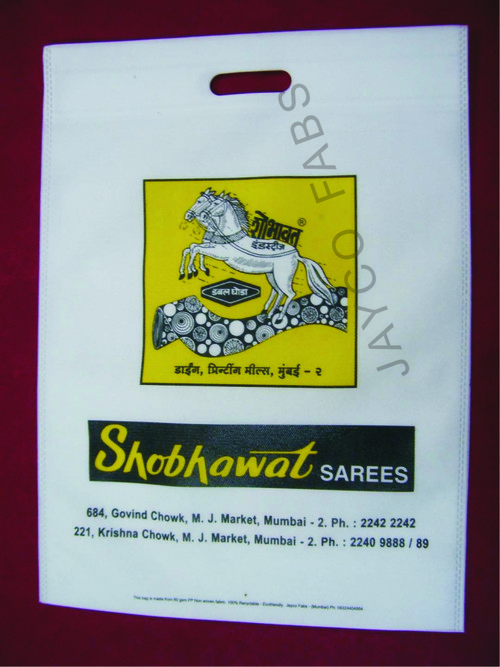 शोभावत ®
इंडस्ट्रीज
डबल घोडा
डाईंग, प्रिन्टींग मील्स, मुंबई - २
Shobhawat SAREES
684, Govind Chowk, M. J. Market, Mumbai - 2. Ph. : 2242 2242
221, Krishna Chowk, M. J. Market, Mumbai - 2. Ph. : 2240 9888 / 89
JAYCO FABS